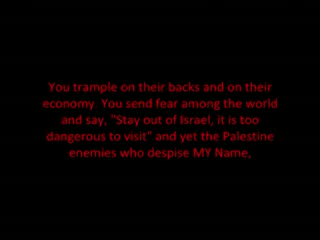 You trample on their backs and on their
economy. You send fear among the world
and say, "Stay out of Israel, it is too
dangerous to visit" and yet the Palestine
enemies who despise MY Name,